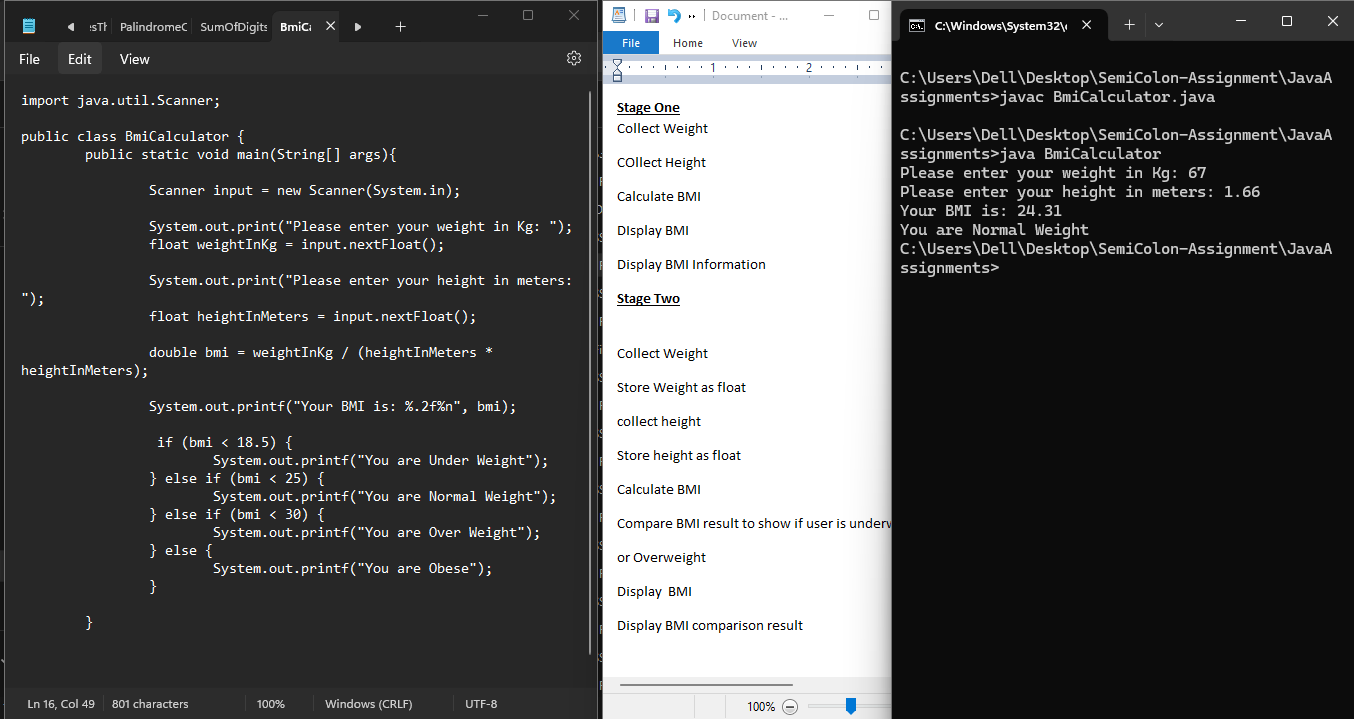 PalindromeC SumOfDigits BmiCa
File Edit View
import java.util.Scanner;
public class BmiCalculator {
public static void main(String[] args){
Scanner input = new Scanner(System.in);
System.out.print("Please enter your weight in Kg: ");
float weightInKg = input.nextFloat();
System.out.print("Please enter your height in meters:
");
float heightInMeters = input.nextFloat();
double bmi = weightInKg / (heightInMeters *
heightInMeters);
System.out.printf("Your BMI is: %.2f%n", bmi);
if (bmi < 18.5) {
System.out.printf("You are Under Weight");
} else if (bmi < 25) {
System.out.printf("You are Normal Weight");
} else if (bmi < 30) {
System.out.printf("You are Over Weight");
} else {
System.out.printf("You are Obese");
}
}
Ln 16, Col 49 801 characters 100% Windows (CRLF) UTF-8
Document - ...
File Home View
1 2
Stage One
Collect Weight
COllect Height
Calculate BMI
DIsplay BMI
Display BMI Information
Stage Two
Collect Weight
Store Weight as float
collect height
Store height as float
Calculate BMI
Compare BMI result to show if user is underw
or Overweight
Display  BMI
Display BMI comparison result
100%
C:\Windows\System32\
C:\Users\Dell\Desktop\SemiColon-Assignment\JavaA
ssignments>javac BmiCalculator.java
C:\Users\Dell\Desktop\SemiColon-Assignment\JavaA
ssignments>java BmiCalculator
Please enter your weight in Kg: 67
Please enter your height in meters: 1.66
Your BMI is: 24.31
You are Normal Weight
C:\Users\Dell\Desktop\SemiColon-Assignment\JavaA
ssignments>